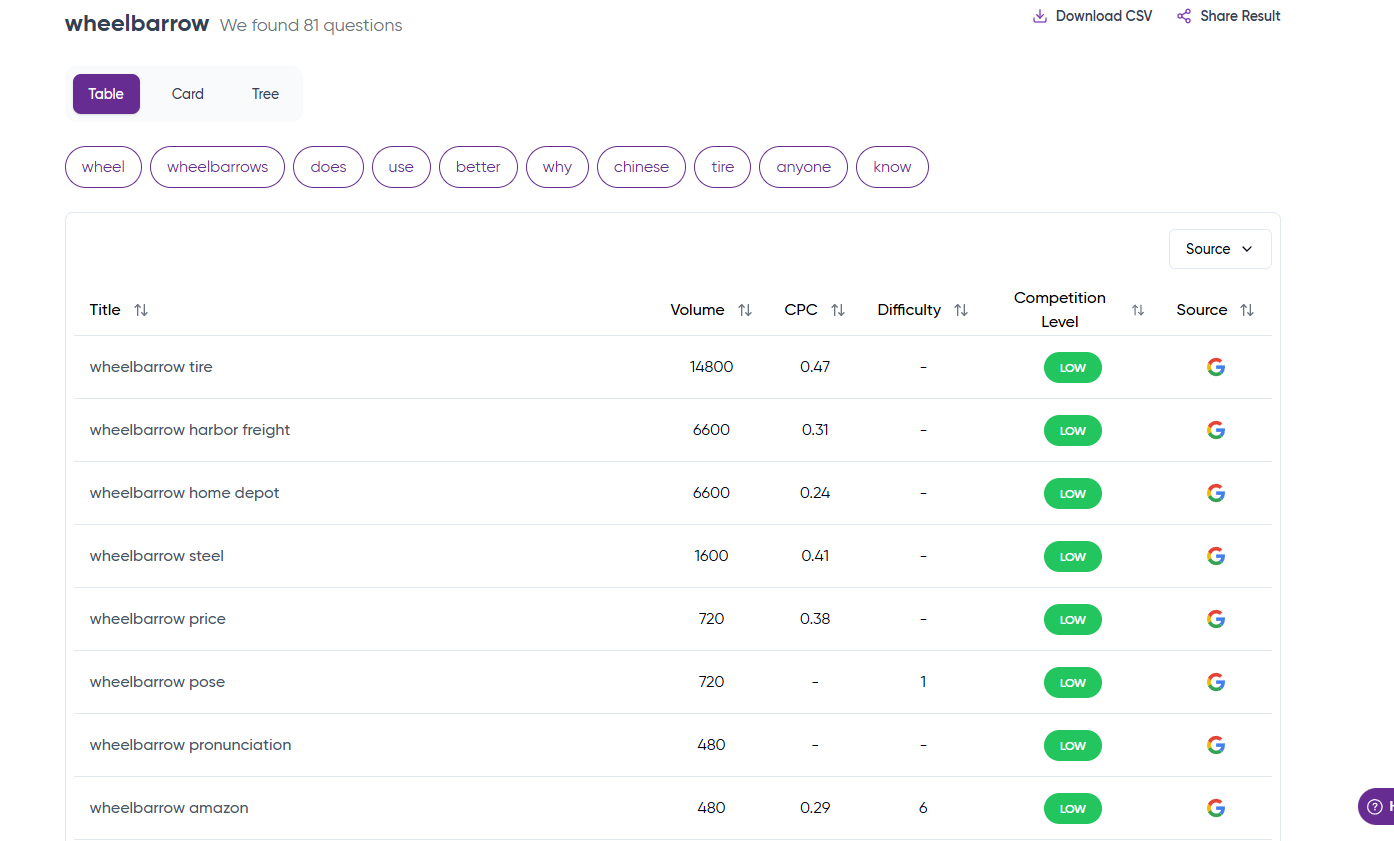 wheelbarrow We found 81 questions Download CSV Share Result
Table Card Tree
wheel wheelbarrows does use better why chinese tire anyone know
Source
Title Volume CPC Difficulty Competition Level Source
wheelbarrow tire 14800 0.47 - LOW
wheelbarrow harbor freight 6600 0.31 - LOW
wheelbarrow home depot 6600 0.24 - LOW
wheelbarrow steel 1600 0.41 - LOW
wheelbarrow price 720 0.38 - LOW
wheelbarrow pose 720 - 1 LOW
wheelbarrow pronunciation 480 - - LOW
wheelbarrow amazon 480 0.29 6 LOW